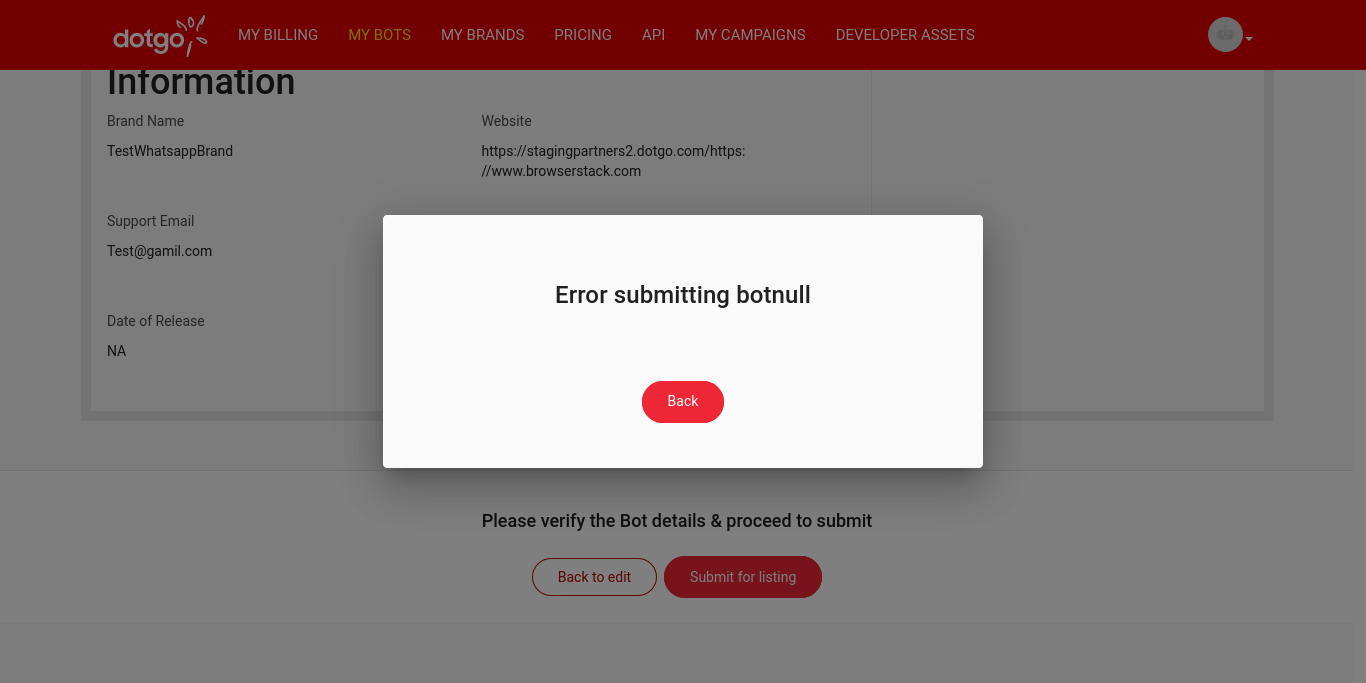 dotgo
MY BILLING
MY BOTS
MY BRANDS
PRICING
API
MY CAMPAIGNS
DEVELOPER ASSETS
Information
Brand Name
TestWhatsappBrand
Website
https://stagingpartners2.dotgo.com/https:
//www.browserstack.com
Support Email
Test@gamil.com
Date of Release
NA
Error submitting botnull
Back
Please verify the Bot details & proceed to submit
Back to edit
Submit for listing